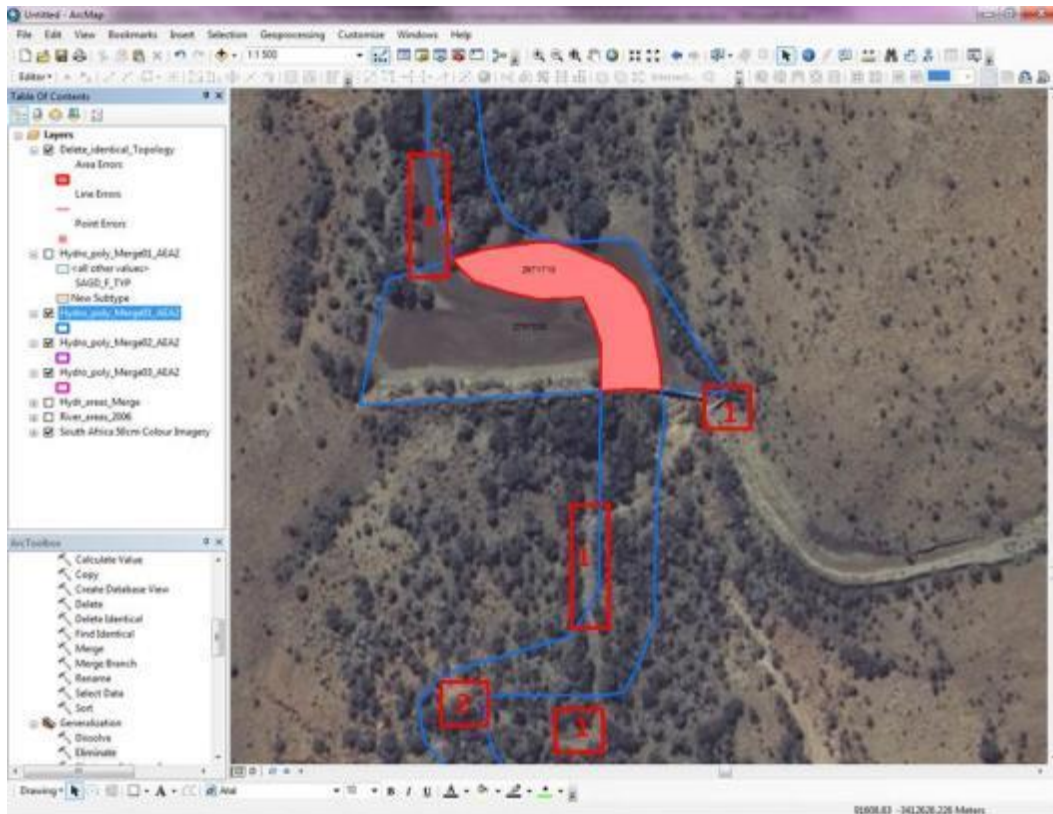 Untitled - ArcMap
File Edit View Bookmarks Insert Selection Geoprocessing Customize Windows Help
1:1 500
Editor
Table Of Contents
Layers
Delete_identical_Topology
Area Errors
Line Errors
Point Errors
Hydro_poly_Merge01_AEA2
<all other values>
SAGD_F_TYP
New Subtype
Hydro_poly_Merge01_AEA2
Hydro_poly_Merge02_AEA2
Hydro_poly_Merge03_AEA2
Hydr_areas_Merge
River_areas_2006
South Africa 50cm Colour Imagery
ArcToolbox
Calculate Value
Copy
Create Database View
Delete
Delete Identical
Find Identical
Merge
Merge Branch
Rename
Select Data
Sort
Generalization
Dissolve
Eliminate
1
1
1
2
Drawing
A
Arial
10
B I U A
Meters